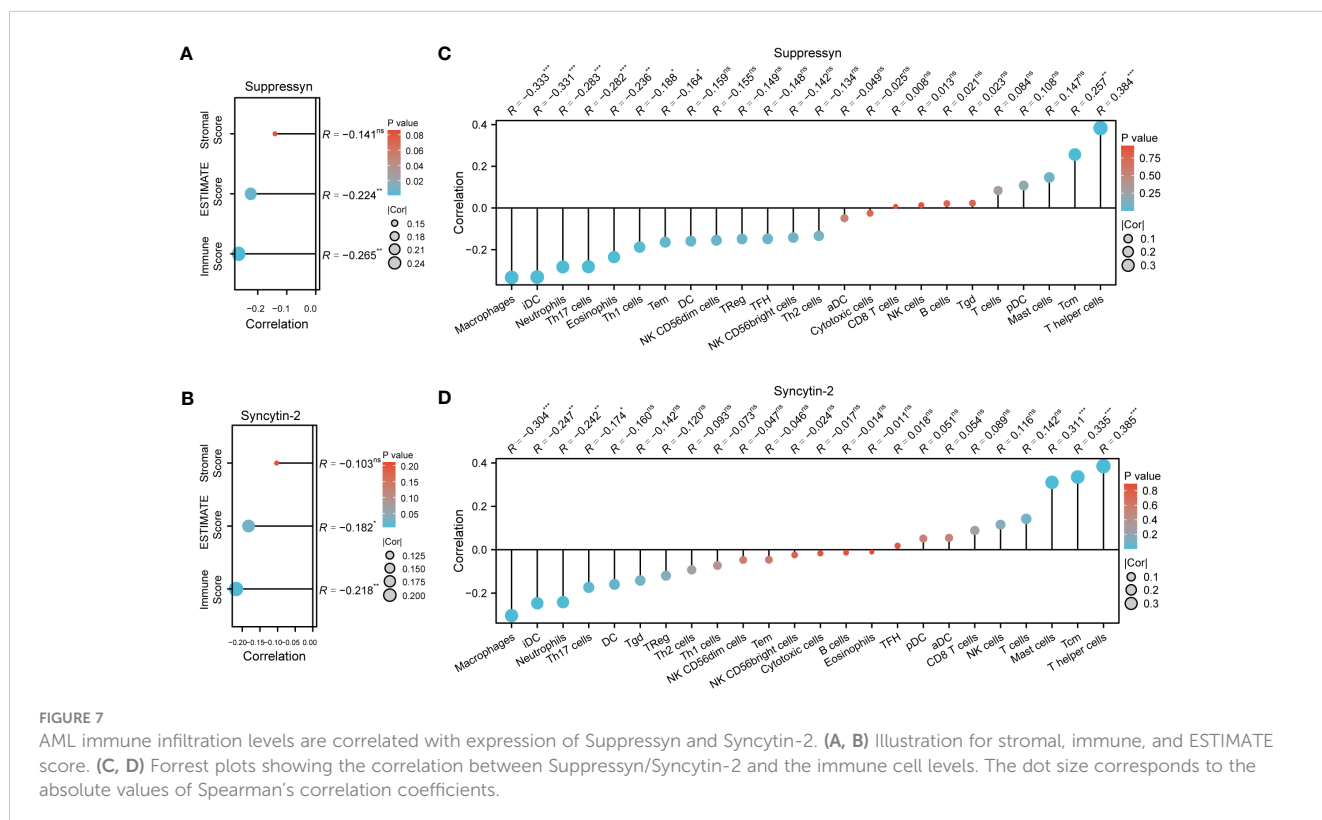 A
Suppressyn
Stromal
Score
ESTIMATE
Score
Immune
Score
R = −0.141ns
R = −0.224**
R = −0.265**
−0.2 −0.1 0.0
Correlation
P value
0.08
0.06
0.04
0.02
|Cor|
0.15
0.18
0.21
0.24
B
Syncytin-2
Stromal
Score
ESTIMATE
Score
Immune
Score
R = −0.103ns
R = −0.182*
R = −0.218**
−0.20 −0.15 −0.10 −0.05 0.00
Correlation
P value
0.20
0.15
0.10
0.05
|Cor|
0.125
0.150
0.175
0.200
C
Suppressyn
R = −0.333***
R = −0.331***
R = −0.283***
R = −0.282***
R = −0.236**
R = −0.188*
R = −0.164*
R = −0.159ns
R = −0.155ns
R = −0.149ns
R = −0.148ns
R = −0.142ns
R = −0.134ns
R = −0.049ns
R = −0.025ns
R = 0.008ns
R = 0.013ns
R = 0.021ns
R = 0.023ns
R = 0.084ns
R = 0.108ns
R = 0.147ns
R = 0.257**
R = 0.384***
Correlation
0.4
0.2
0.0
−0.2
Macrophages
iDC
Neutrophils
Th17 cells
Eosinophils
Th1 cells
Tem
DC
NK CD56dim cells
TReg
TFH
NK CD56bright cells
Th2 cells
aDC
Cytotoxic cells
CD8 T cells
NK cells
B cells
Tgd
T cells
pDC
Mast cells
Tcm
T helper cells
P value
0.75
0.50
0.25
|Cor|
0.1
0.2
0.3
D
Syncytin-2
R = −0.304***
R = −0.247**
R = −0.242**
R = −0.174*
R = −0.160ns
R = −0.142ns
R = −0.120ns
R = −0.093ns
R = −0.073ns
R = −0.047ns
R = −0.046ns
R = −0.024ns
R = −0.017ns
R = −0.014ns
R = −0.011ns
R = 0.018ns
R = 0.051ns
R = 0.054ns
R = 0.089ns
R = 0.116ns
R = 0.142ns
R = 0.311***
R = 0.335***
R = 0.385***
Correlation
0.4
0.2
0.0
−0.2
Macrophages
iDC
Neutrophils
Th17 cells
DC
Tgd
TReg
Th2 cells
Th1 cells
NK CD56dim cells
Tem
NK CD56bright cells
Cytotoxic cells
B cells
Eosinophils
TFH
pDC
aDC
CD8 T cells
NK cells
T cells
Mast cells
Tcm
T helper cells
P value
0.8
0.6
0.4
0.2
|Cor|
0.1
0.2
0.3
FIGURE 7
AML immune infiltration levels are correlated with expression of Suppressyn and Syncytin-2. (A, B) Illustration for stromal, immune, and ESTIMATE
score. (C, D) Forrest plots showing the correlation between Suppressyn/Syncytin-2 and the immune cell levels. The dot size corresponds to the
absolute values of Spearman's correlation coefficients.